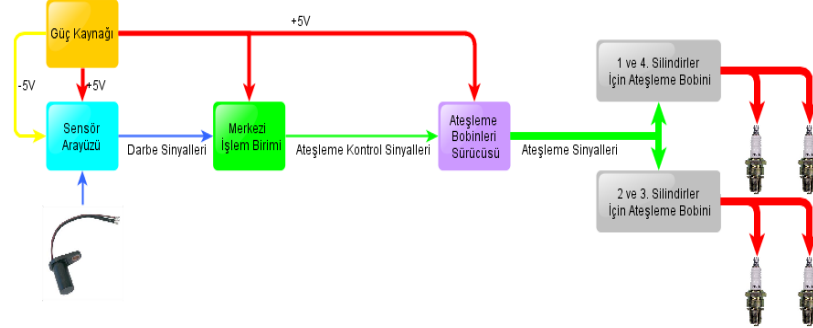 +5V
Güç Kaynağı
-5V
+5V
1 ve 4. Silindirler
İçin Ateşleme Bobini
Sensör
Arayüzü
Darbe Sinyalleri
Merkezi
İşlem Birimi
Ateşleme Kontrol Sinyalleri
Ateşleme
Bobinleri
Sürücüsü
Ateşleme Sinyalleri
2 ve 3. Silindirler
İçin Ateşleme Bobini